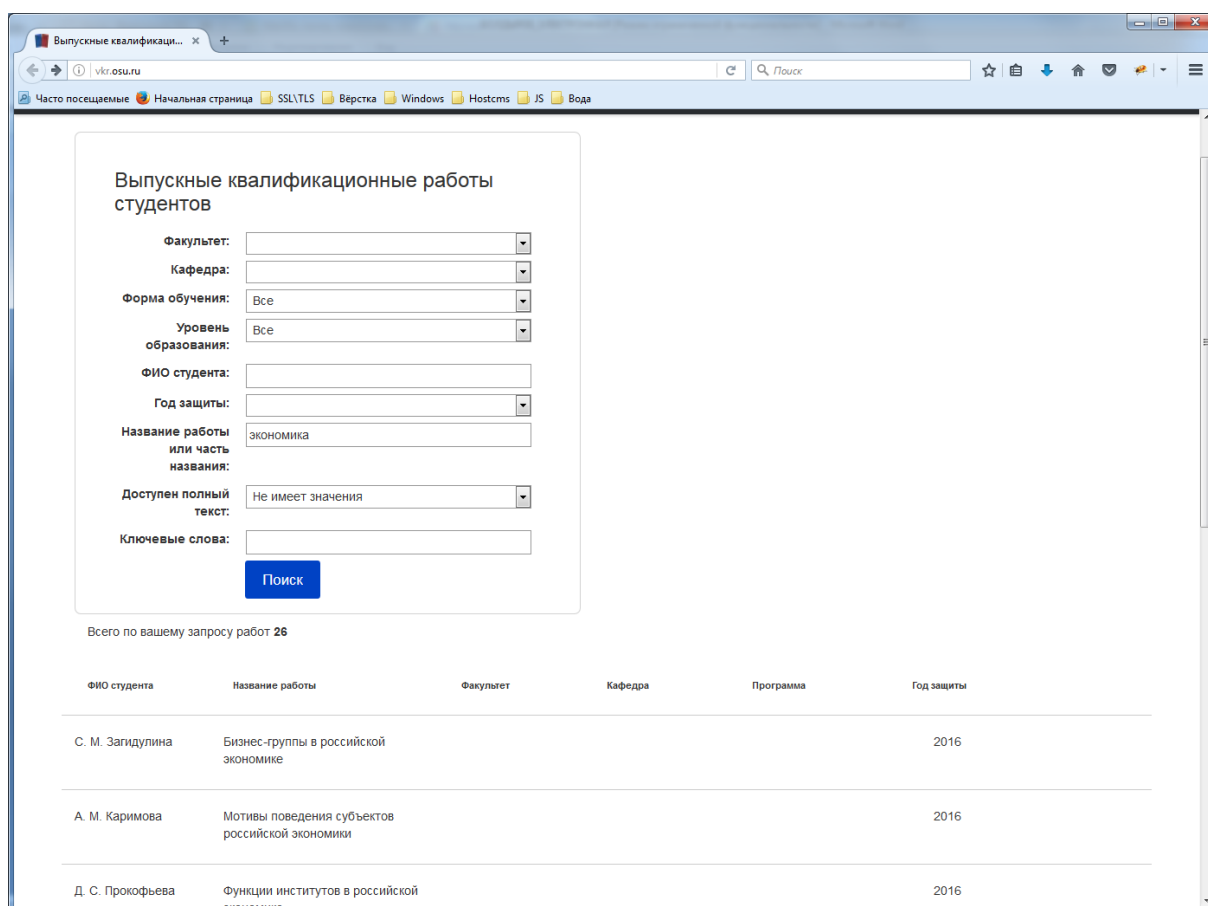 Выпускные квалификаци...
vkr.osu.ru
Поиск
Часто посещаемые Начальная страница SSL\TLS Вёрстка Windows Hostcms JS Вода
Выпускные квалификационные работы
студентов
Факультет:
Кафедра:
Форма обучения: Все
Уровень Все
образования:
ФИО студента:
Год защиты:
Название работы экономика
или часть
названия:
Доступен полный Не имеет значения
текст:
Ключевые слова:
Поиск
Всего по вашему запросу работ 26
ФИО студента Название работы Факультет Кафедра Программа Год защиты
С. М. Загидулина Бизнес-группы в российской 2016
экономике
А. М. Каримова Мотивы поведения субъектов 2016
российской экономики
Д. С. Прокофьева Функции институтов в российской 2016